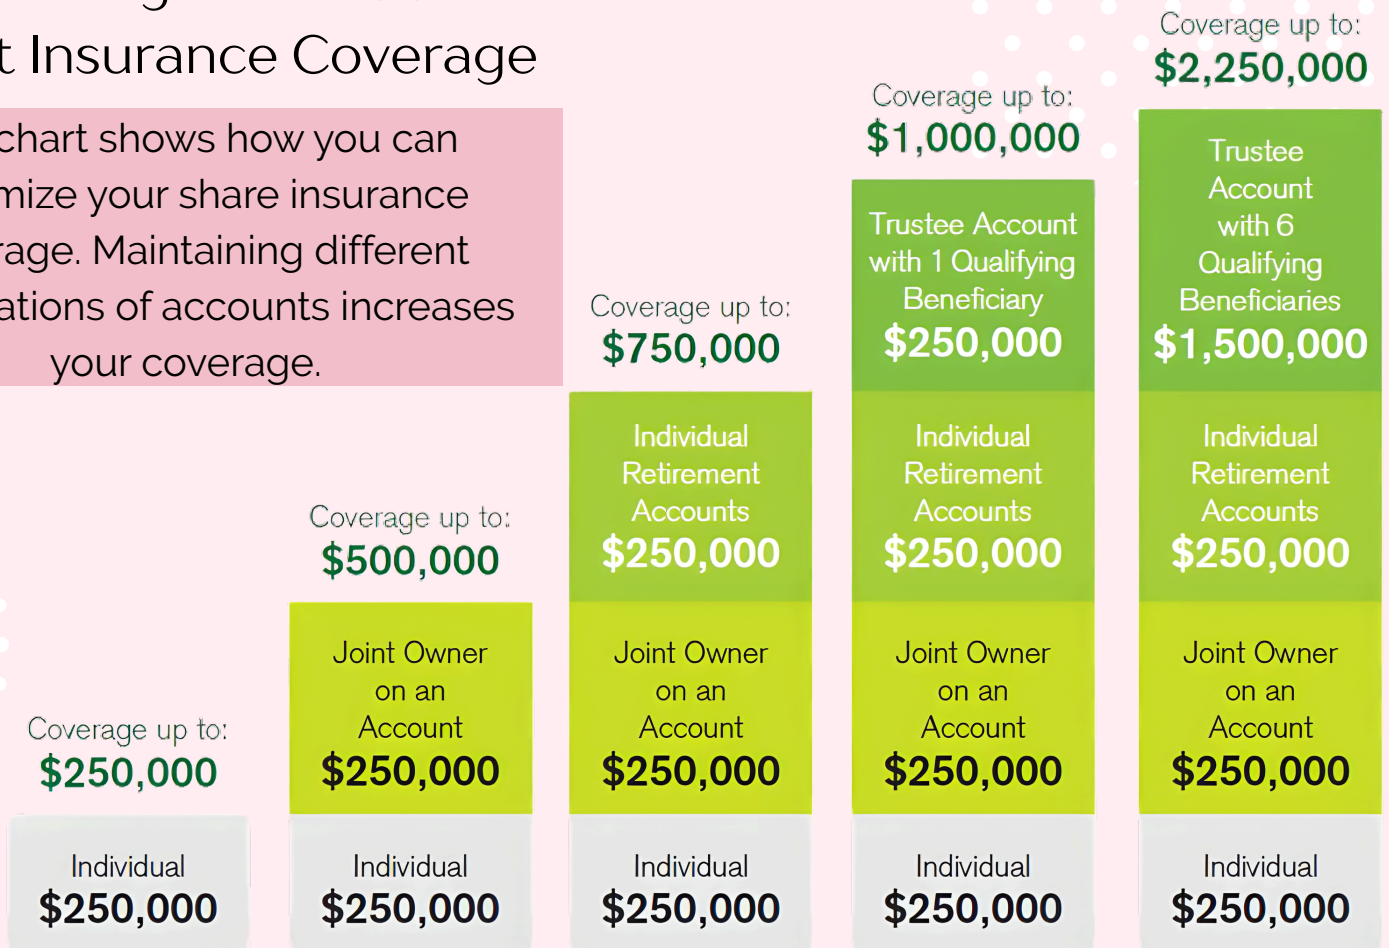 t Insurance Coverage
chart shows how you can
mize your share insurance
rage. Maintaining different
ations of accounts increases
your coverage.
Coverage up to:
$250,000
Individual
$250,000
Coverage up to:
$500,000
Joint Owner
on an
Account
$250,000
Individual
$250,000
Coverage up to:
$750,000
Individual
Retirement
Accounts
$250,000
Joint Owner
on an
Account
$250,000
Individual
$250,000
Coverage up to:
$1,000,000
Trustee Account
with 1 Qualifying
Beneficiary
$250,000
Individual
Retirement
Accounts
$250,000
Joint Owner
on an
Account
$250,000
Individual
$250,000
Coverage up to:
$2,250,000
Trustee
Account
with 6
Qualifying
Beneficiaries
$1,500,000
Individual
Retirement
Accounts
$250,000
Joint Owner
on an
Account
$250,000
Individual
$250,000